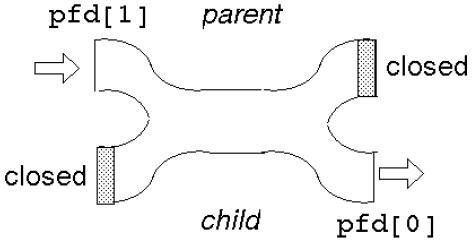 pfd[1]
parent
closed
closed
child
pfd[0]